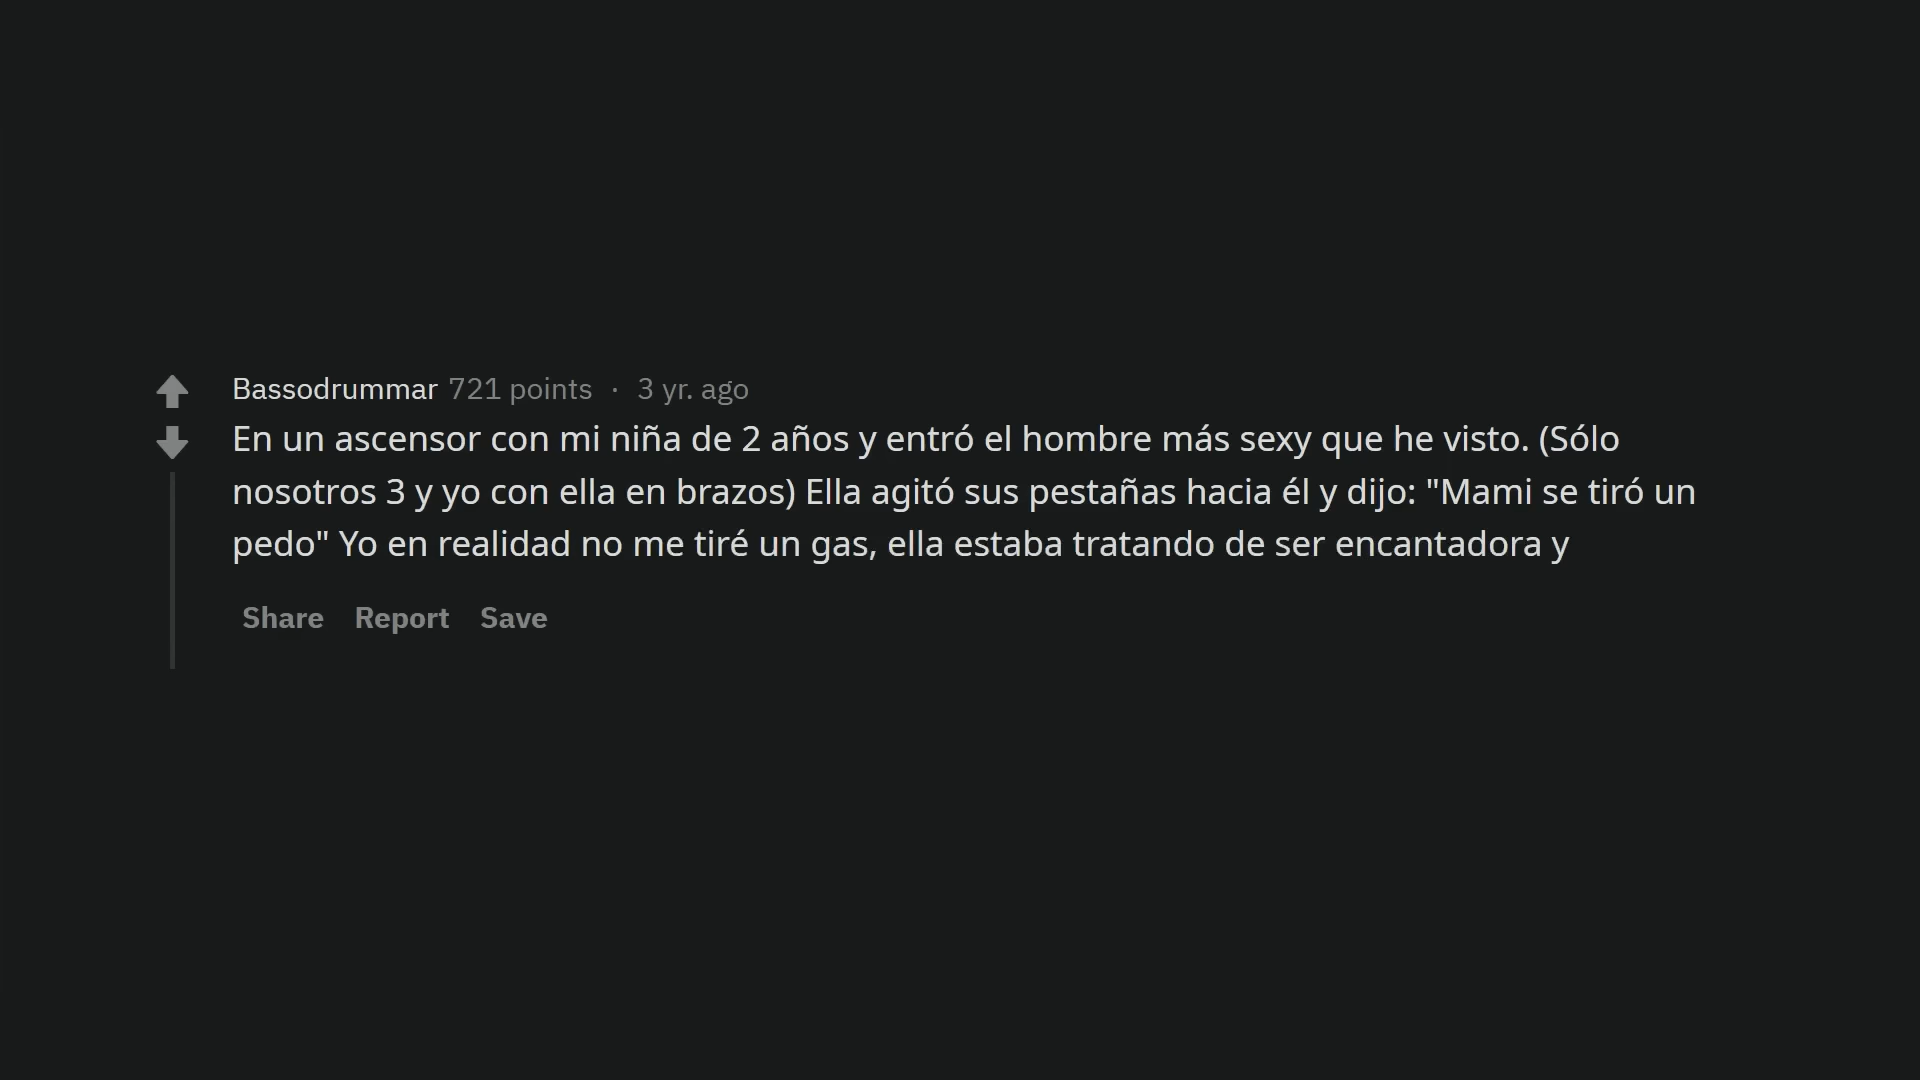 Bassodrummar 721 points · 3 yr. ago
En un ascensor con mi niña de 2 años y entró el hombre más sexy que he visto. (Sólo
nosotros 3 y yo con ella en brazos) Ella agitó sus pestañas hacia él y dijo: "Mami se tiró un
pedo" Yo en realidad no me tiré un gas, ella estaba tratando de ser encantadora y
Share Report Save